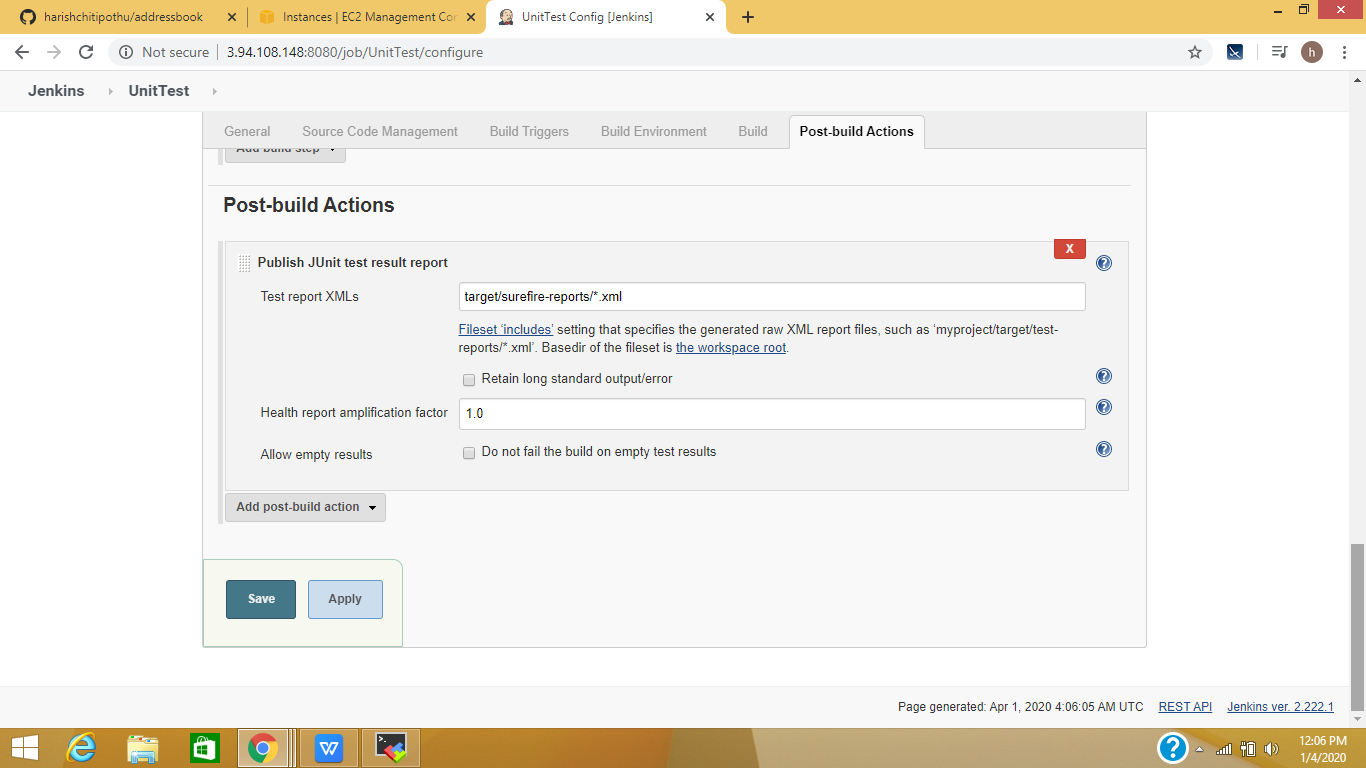 harishchitipothu/addressbook
Instances | EC2 Management Cor
UnitTest Config [Jenkins]
Not secure
3.94.108.148:8080/job/UnitTest/configure
h
Jenkins
UnitTest
General
Source Code Management
Build Triggers
Build Environment
Build
Post-build Actions
Add build step
Post-build Actions
X
Publish JUnit test result report
Test report XMLs
target/surefire-reports/*.xml
Fileset ‘includes’ setting that specifies the generated raw XML report files, such as ‘myproject/target/test-
reports/*.xml’. Basedir of the fileset is the workspace root.
Retain long standard output/error
Health report amplification factor
1.0
Allow empty results
Do not fail the build on empty test results
Add post-build action
Save
Apply
Page generated: Apr 1, 2020 4:06:05 AM UTC
REST API
Jenkins ver. 2.222.1
12:06 PM
1/4/2020